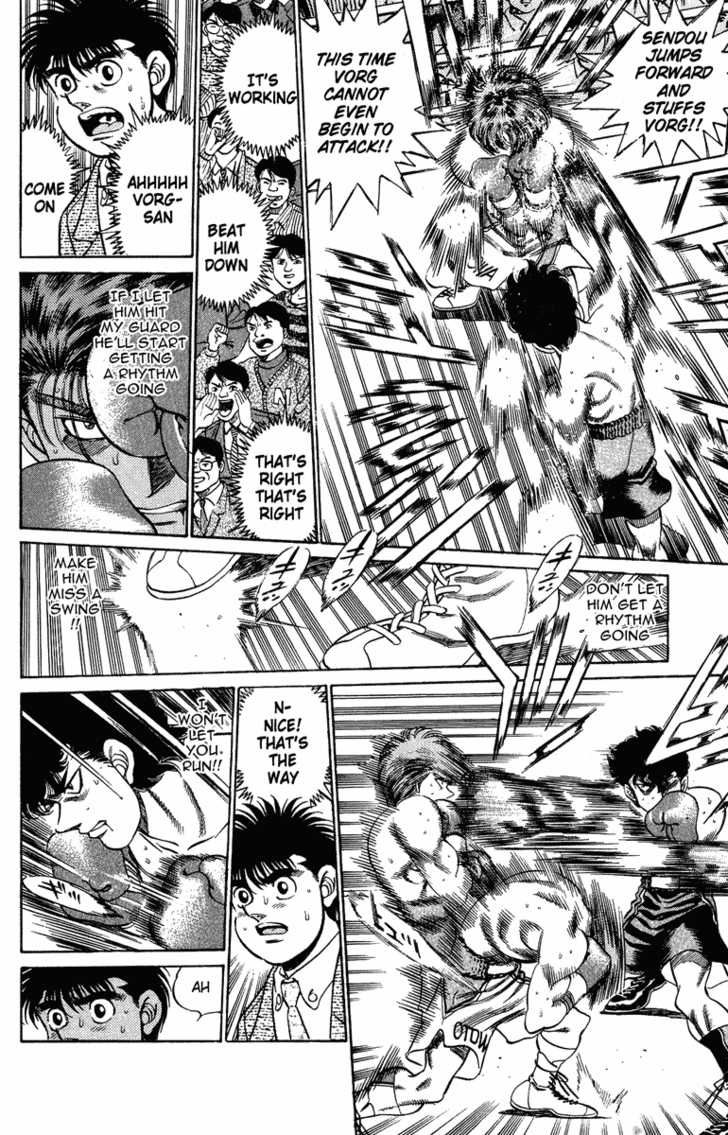 SENDOU
JUMPS
FORWARD
AND
STUFFS
VORG!!
THIS TIME
VORG
CANNOT
EVEN
BEGIN TO
ATTACK!!
IT'S
WORKING
BEAT
HIM
DOWN
THAT'S
RIGHT
THAT'S
RIGHT
AHHHHH
VORG-
SAN
COME
ON
IF I LET
HIM HIT
MY GUARD
HE'LL START
GETTING
A RHYTHM
GOING
DON'T LET
HIM GET A
RHYTHM
GOING
MAKE
HIM
MISS A
SWING
!!
N-
NICE!
THAT'S
THE
WAY
I
WON'T
LET
YOU
RUN!!
AH